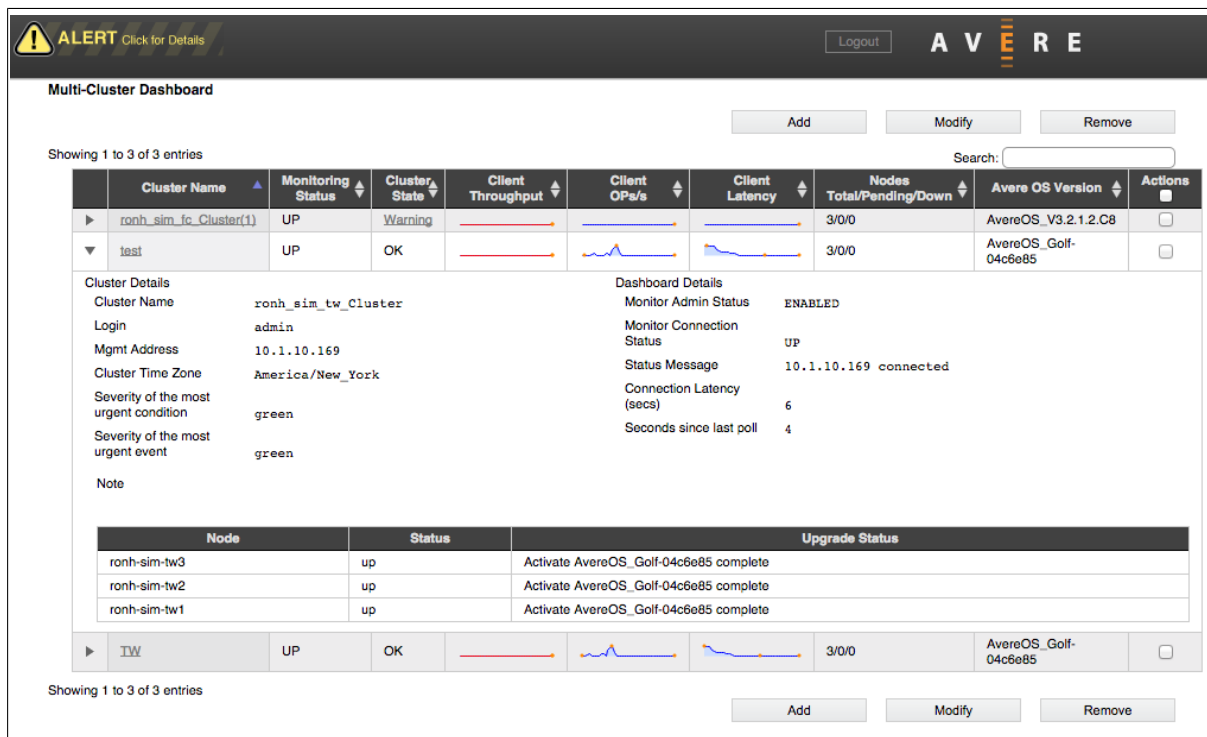 ALERT Click for Details
Logout
AVERE
Multi-Cluster Dashboard
Add Modify Remove
Showing 1 to 3 of 3 entries
Search:
Cluster Name Monitoring Status Cluster State Client Throughput Client OPs/s Client Latency Nodes Total/Pending/Down Avere OS Version Actions
ronh_sim_fc_Cluster(1) UP Warning 3/0/0 AvereOS_V3.2.1.2.C8
test UP OK 3/0/0 AvereOS_Golf-04c6e85
Cluster Details
Cluster Name ronh_sim_tw_Cluster
Login admin
Mgmt Address 10.1.10.169
Cluster Time Zone America/New_York
Severity of the most urgent condition green
Severity of the most urgent event green
Note
Dashboard Details
Monitor Admin Status ENABLED
Monitor Connection Status UP
Status Message 10.1.10.169 connected
Connection Latency (secs) 6
Seconds since last poll 4
Node Status Upgrade Status
ronh-sim-tw3 up Activate AvereOS_Golf-04c6e85 complete
ronh-sim-tw2 up Activate AvereOS_Golf-04c6e85 complete
ronh-sim-tw1 up Activate AvereOS_Golf-04c6e85 complete
TW UP OK 3/0/0 AvereOS_Golf-04c6e85
Showing 1 to 3 of 3 entries
Add Modify Remove